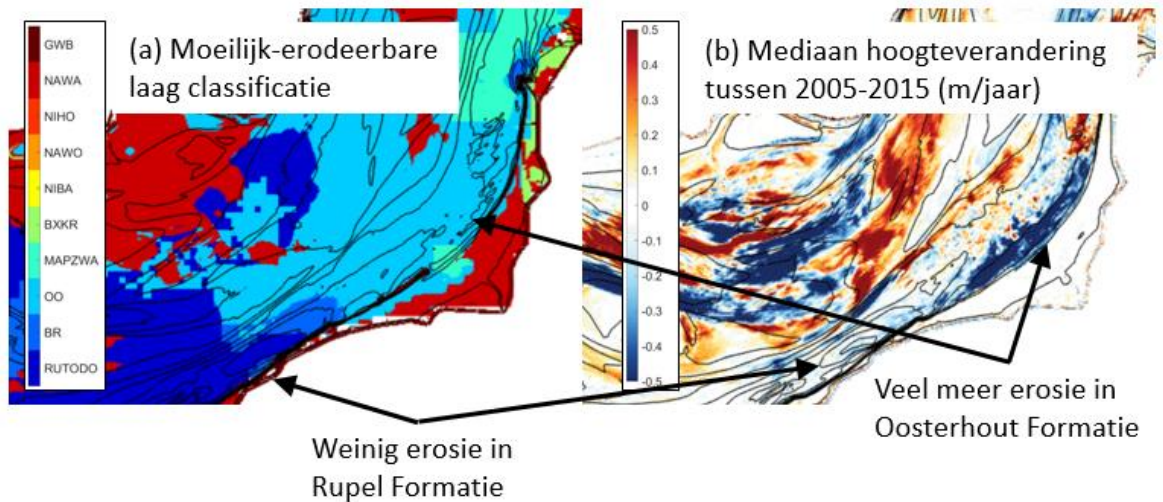 (a) Moeilijk-erodeerbare
laag classificatie
GWB
NAWA
NIHO
NAWO
NIBA
BXKR
MAPZWA
OO
BR
RUTODO
(b) Mediaan hoogteverandering
tussen 2005-2015 (m/jaar)
0.5
0.4
0.3
0.2
0.1
0
-0.1
-0.2
-0.3
-0.4
-0.5
Weinig erosie in
Rupel Formatie
Veel meer erosie in
Oosterhout Formatie